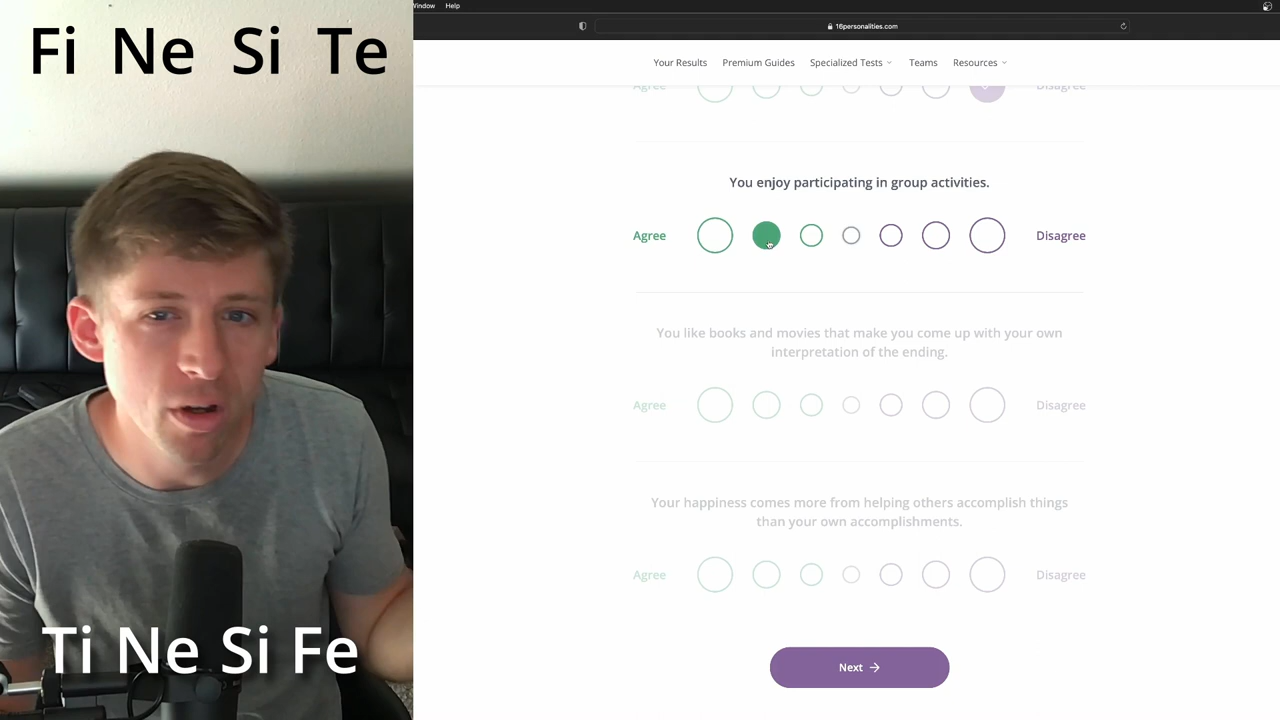 Fi Ne Si Te
Ti Ne Si Fe
Window Help
16personalities.com
Your Results Premium Guides Specialized Tests Teams Resources
Agree Disagree
You enjoy participating in group activities.
Agree Disagree
You like books and movies that make you come up with your own
interpretation of the ending.
Agree Disagree
Your happiness comes more from helping others accomplish things
than your own accomplishments.
Agree Disagree
Next